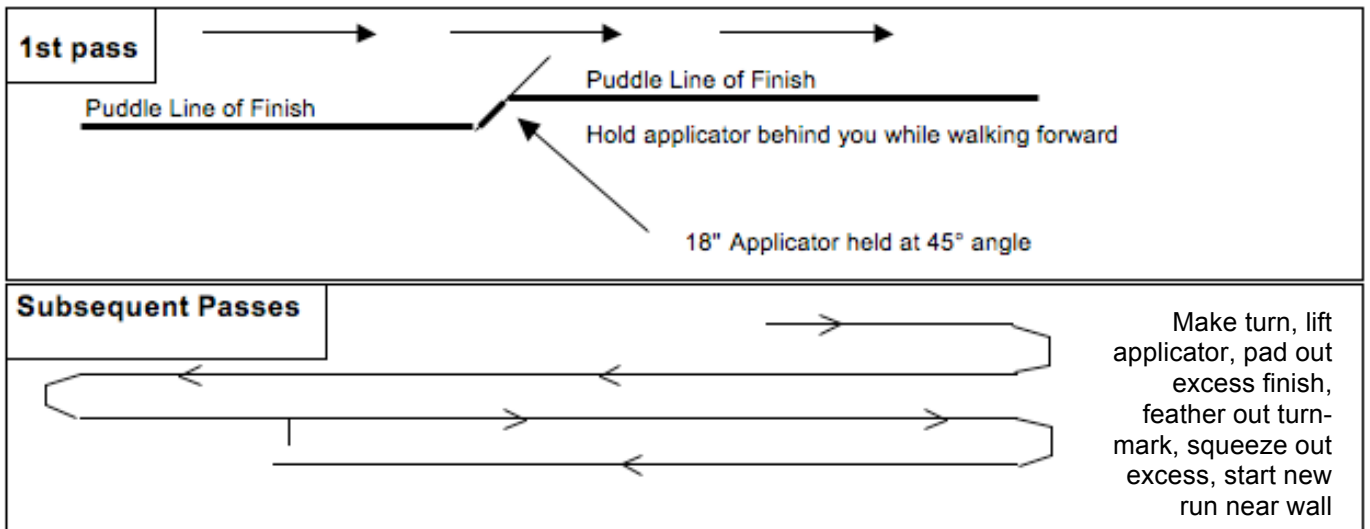 1st pass
Puddle Line of Finish
Puddle Line of Finish
Hold applicator behind you while walking forward
18" Applicator held at 45° angle
Subsequent Passes
Make turn, lift
applicator, pad out
excess finish,
feather out turn-
mark, squeeze out
excess, start new
run near wall